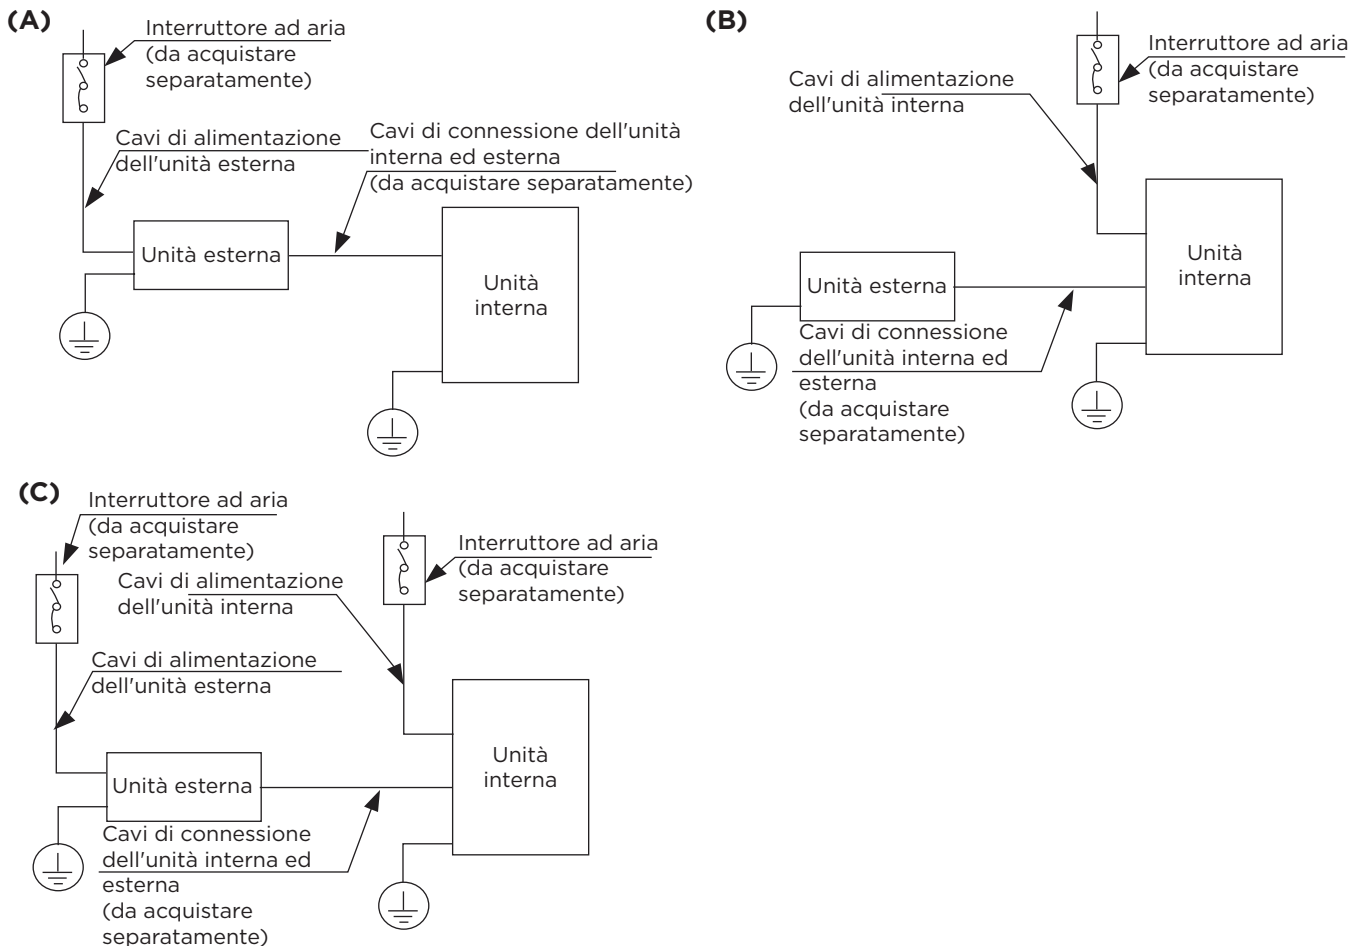 (A)
Interruttore ad aria
(da acquistare
separatamente)
Cavi di alimentazione
dell'unità esterna
Cavi di connessione dell'unità
interna ed esterna
(da acquistare separatamente)
Unità esterna
Unità
interna
(B)
Interruttore ad aria
(da acquistare
separatamente)
Cavi di alimentazione
dell'unità interna
Unità
interna
Unità esterna
Cavi di connessione
dell'unità interna ed
esterna
(da acquistare
separatamente)
(C)
Interruttore ad aria
(da acquistare
separatamente)
Interruttore ad aria
(da acquistare
separatamente)
Cavi di alimentazione
dell'unità interna
Cavi di alimentazione
dell'unità esterna
Unità
interna
Unità esterna
Cavi di connessione
dell'unità interna ed
esterna
(da acquistare
separatamente)